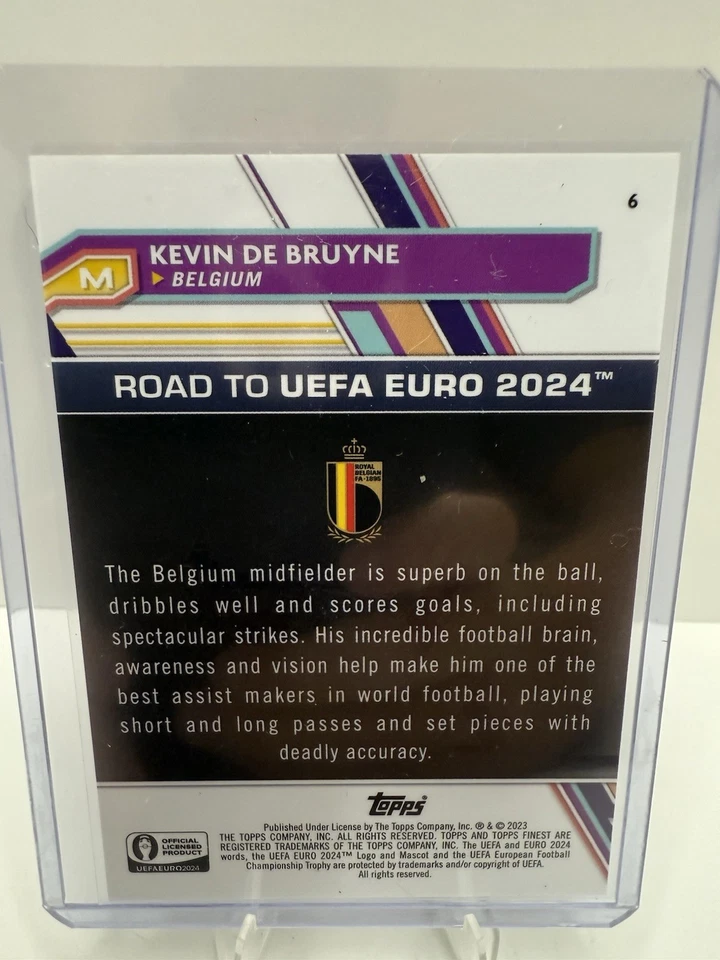 6
KEVIN DE BRUYNE
M
BELGIUM
ROAD TO UEFA EURO 2024™
ROYAL
BELGIAN
FA·1895
The Belgium midfielder is superb on the ball,
dribbles well and scores goals, including
spectacular strikes. His incredible football brain,
awareness and vision help make him one of the
best assist makers in world football, playing
short and long passes and set pieces with
deadly accuracy.
Topps
Published Under License by The Topps Company, Inc. ® & © 2023
THE TOPPS COMPANY, INC. ALL RIGHTS RESERVED. TOPPS AND TOPPS FINEST ARE
REGISTERED TRADEMARKS OF THE TOPPS COMPANY, INC. The UEFA and EURO 2024
words, the UEFA EURO 2024™ Logo and Mascot and the UEFA European Football
Championship Trophy are protected by trademarks and/or copyright of UEFA.
All rights reserved.
OFFICIAL
LICENSED
PRODUCT
UEFAEURO2024